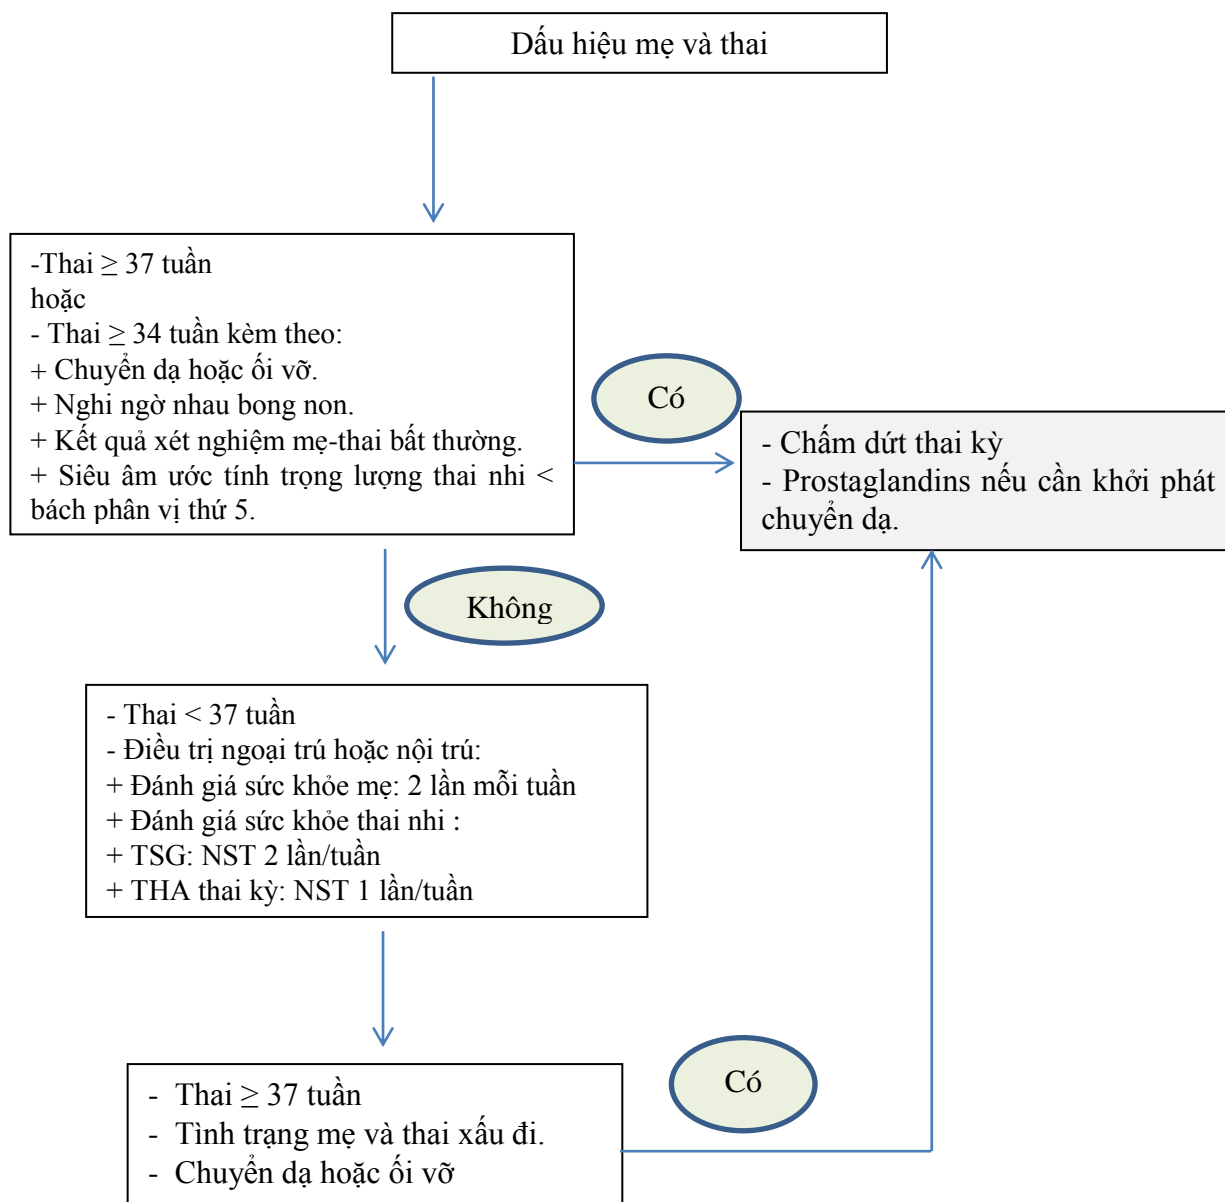 Dấu hiệu mẹ và thai
-Thai ≥ 37 tuần
hoặc
- Thai ≥ 34 tuần kèm theo:
+ Chuyển dạ hoặc ối vỡ.
+ Nghi ngờ nhau bong non.
+ Kết quả xét nghiệm mẹ-thai bất thường.
+ Siêu âm ước tính trọng lượng thai nhi <
bách phân vị thứ 5.
Có
- Chấm dứt thai kỳ
- Prostaglandins nếu cần khởi phát
chuyển dạ.
Không
- Thai < 37 tuần
- Điều trị ngoại trú hoặc nội trú:
+ Đánh giá sức khỏe mẹ: 2 lần mỗi tuần
+ Đánh giá sức khỏe thai nhi :
+ TSG: NST 2 lần/tuần
+ THA thai kỳ: NST 1 lần/tuần
Có
- Thai ≥ 37 tuần
- Tình trạng mẹ và thai xấu đi.
- Chuyển dạ hoặc ối vỡ